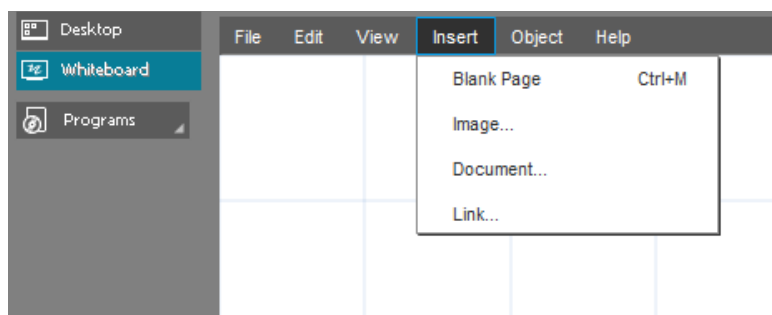 Desktop
Whiteboard
Programs
File Edit View Insert Object Help
Blank Page Ctrl+M
Image...
Document...
Link...